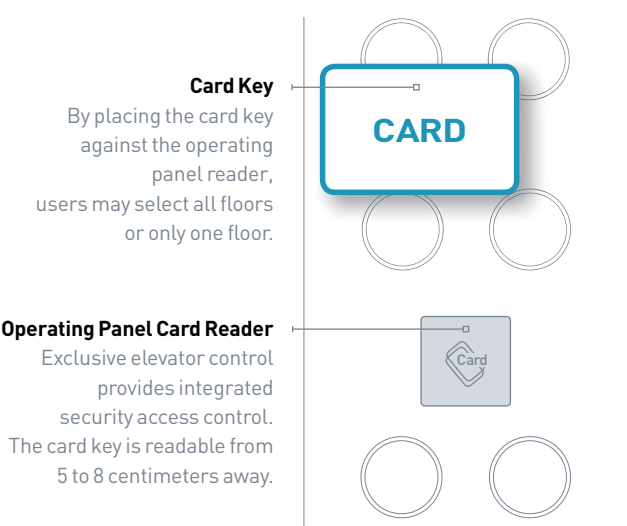 Card Key
By placing the card key
against the operating
panel reader,
users may select all floors
or only one floor.
CARD
Operating Panel Card Reader
Exclusive elevator control
provides integrated
security access control.
The card key is readable from
5 to 8 centimeters away.
Card